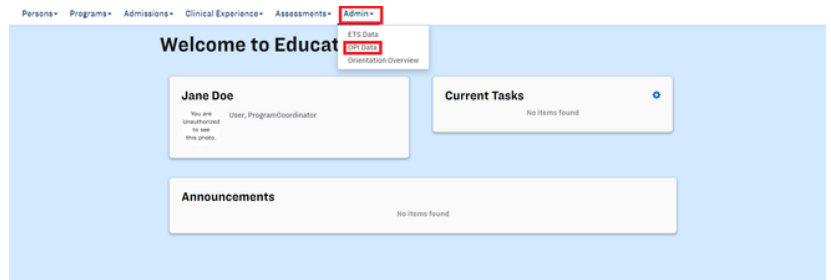 Persons Programs Admissions Clinical Experience Assessments Admin
ETS Data
OPI Data
Orientation Overview
Welcome to Educat
Jane Doe
You are
Unauthorized
to see
this photo.
User, ProgramCoordinator
Current Tasks
No items found
Announcements
No items found